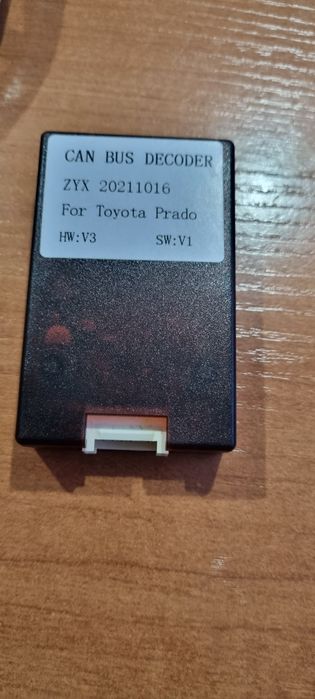 CAN BUS DECODER
ZYX 20211016
For Toyota Prado
HW:V3 SW:V1